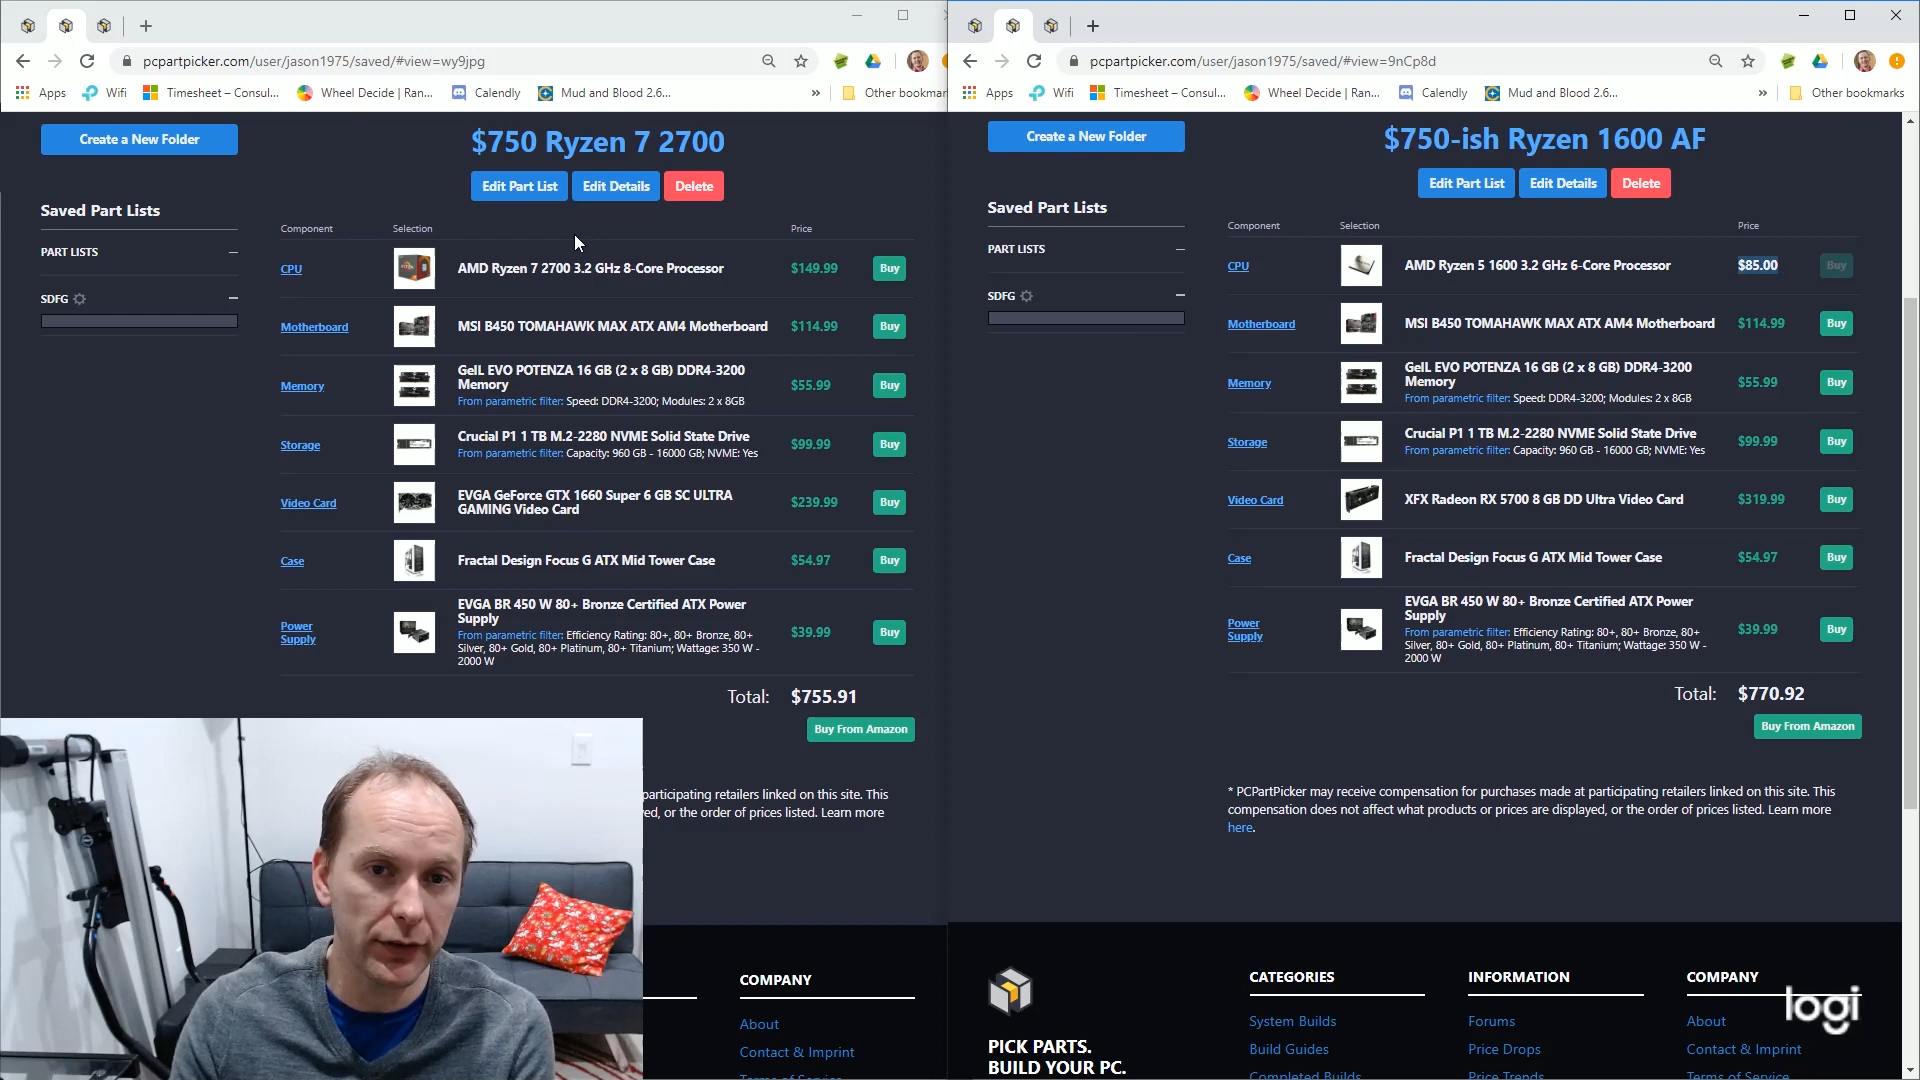 pcpartpicker.com/user/jason1975/saved/#view=wy9jpg
Apps
Wifi
Timesheet – Consul...
Wheel Decide | Ran...
Calendly
Mud and Blood 2.6...
»
Other bookmar
Create a New Folder
$750 Ryzen 7 2700
Edit Part List
Edit Details
Delete
Saved Part Lists
PART LISTS
SDFG
Component
Selection
Price
CPU
AMD Ryzen 7 2700 3.2 GHz 8-Core Processor
$149.99
Buy
Motherboard
MSI B450 TOMAHAWK MAX ATX AM4 Motherboard
$114.99
Buy
Memory
GeIL EVO POTENZA 16 GB (2 x 8 GB) DDR4-3200
Memory
From parametric filter: Speed: DDR4-3200; Modules: 2 x 8GB
$55.99
Buy
Storage
Crucial P1 1 TB M.2-2280 NVME Solid State Drive
From parametric filter: Capacity: 960 GB - 16000 GB; NVME: Yes
$99.99
Buy
Video Card
EVGA GeForce GTX 1660 Super 6 GB SC ULTRA
GAMING Video Card
$239.99
Buy
Case
Fractal Design Focus G ATX Mid Tower Case
$54.97
Buy
Power
Supply
EVGA BR 450 W 80+ Bronze Certified ATX Power
Supply
From parametric filter: Efficiency Rating: 80+, 80+ Bronze, 80+
Silver, 80+ Gold, 80+ Platinum, 80+ Titanium; Wattage: 350 W -
2000 W
$39.99
Buy
Total: $755.91
Buy From Amazon
participating retailers linked on this site. This
ed, or the order of prices listed. Learn more
COMPANY
About
Contact & Imprint
Terms of Service
pcpartpicker.com/user/jason1975/saved/#view=9nCp8d
Apps
Wifi
Timesheet – Consul...
Wheel Decide | Ran...
Calendly
Mud and Blood 2.6...
»
Other bookmarks
Create a New Folder
$750-ish Ryzen 1600 AF
Edit Part List
Edit Details
Delete
Saved Part Lists
PART LISTS
SDFG
Component
Selection
Price
CPU
AMD Ryzen 5 1600 3.2 GHz 6-Core Processor
$85.00
Buy
Motherboard
MSI B450 TOMAHAWK MAX ATX AM4 Motherboard
$114.99
Buy
Memory
GeIL EVO POTENZA 16 GB (2 x 8 GB) DDR4-3200
Memory
From parametric filter: Speed: DDR4-3200; Modules: 2 x 8GB
$55.99
Buy
Storage
Crucial P1 1 TB M.2-2280 NVME Solid State Drive
From parametric filter: Capacity: 960 GB - 16000 GB; NVME: Yes
$99.99
Buy
Video Card
XFX Radeon RX 5700 8 GB DD Ultra Video Card
$319.99
Buy
Case
Fractal Design Focus G ATX Mid Tower Case
$54.97
Buy
Power
Supply
EVGA BR 450 W 80+ Bronze Certified ATX Power
Supply
From parametric filter: Efficiency Rating: 80+, 80+ Bronze, 80+
Silver, 80+ Gold, 80+ Platinum, 80+ Titanium; Wattage: 350 W -
2000 W
$39.99
Buy
Total: $770.92
Buy From Amazon
* PCPartPicker may receive compensation for purchases made at participating retailers linked on this site. This
compensation does not affect what products or prices are displayed, or the order of prices listed. Learn more
here.
PICK PARTS.
BUILD YOUR PC.
CATEGORIES
System Builds
Build Guides
Completed Builds
INFORMATION
Forums
Price Drops
Price Trends
COMPANY
About
Contact & Imprint
Terms of Service
logi